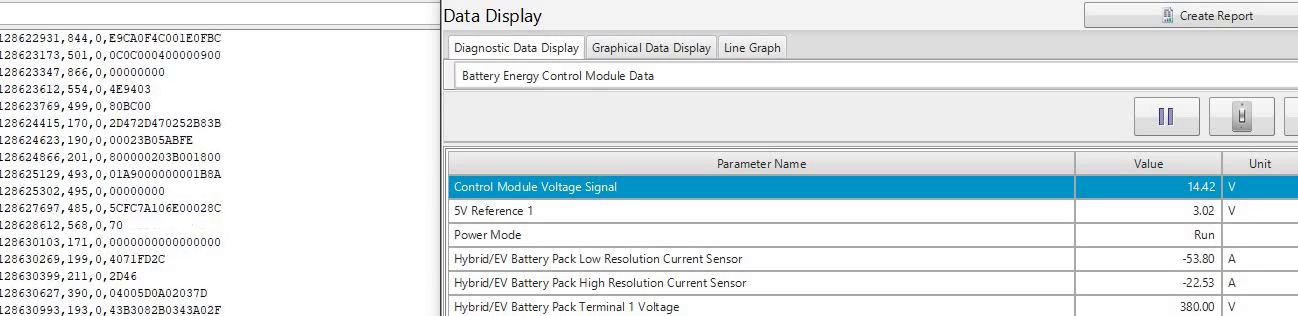 128622931,844,0,E9CA0F4C001E0FBC
128623173,501,0,0C0C000400000900
128623347,866,0,00000000
128623612,554,0,4E9403
128623769,499,0,80BC00
128624415,170,0,2D472D470252B83B
128624623,190,0,00023B05ABFE
128624866,201,0,800000203B001800
128625129,493,0,01A9000000001B8A
128625302,495,0,00000000
128627697,485,0,5CFC7A106E00028C
128628612,568,0,70
128630103,171,0,0000000000000000
128630269,199,0,4071FD2C
128630399,211,0,2D46
128630627,390,0,04005D0A02037D
128630993,193,0,43B3082B0343A02F
Data Display
Create Report
Diagnostic Data Display Graphical Data Display Line Graph
Battery Energy Control Module Data
Parameter Name Value Unit
Control Module Voltage Signal 14.42 V
5V Reference 1 3.02 V
Power Mode Run
Hybrid/EV Battery Pack Low Resolution Current Sensor -53.80 A
Hybrid/EV Battery Pack High Resolution Current Sensor -22.53 A
Hybrid/EV Battery Pack Terminal 1 Voltage 380.00 V